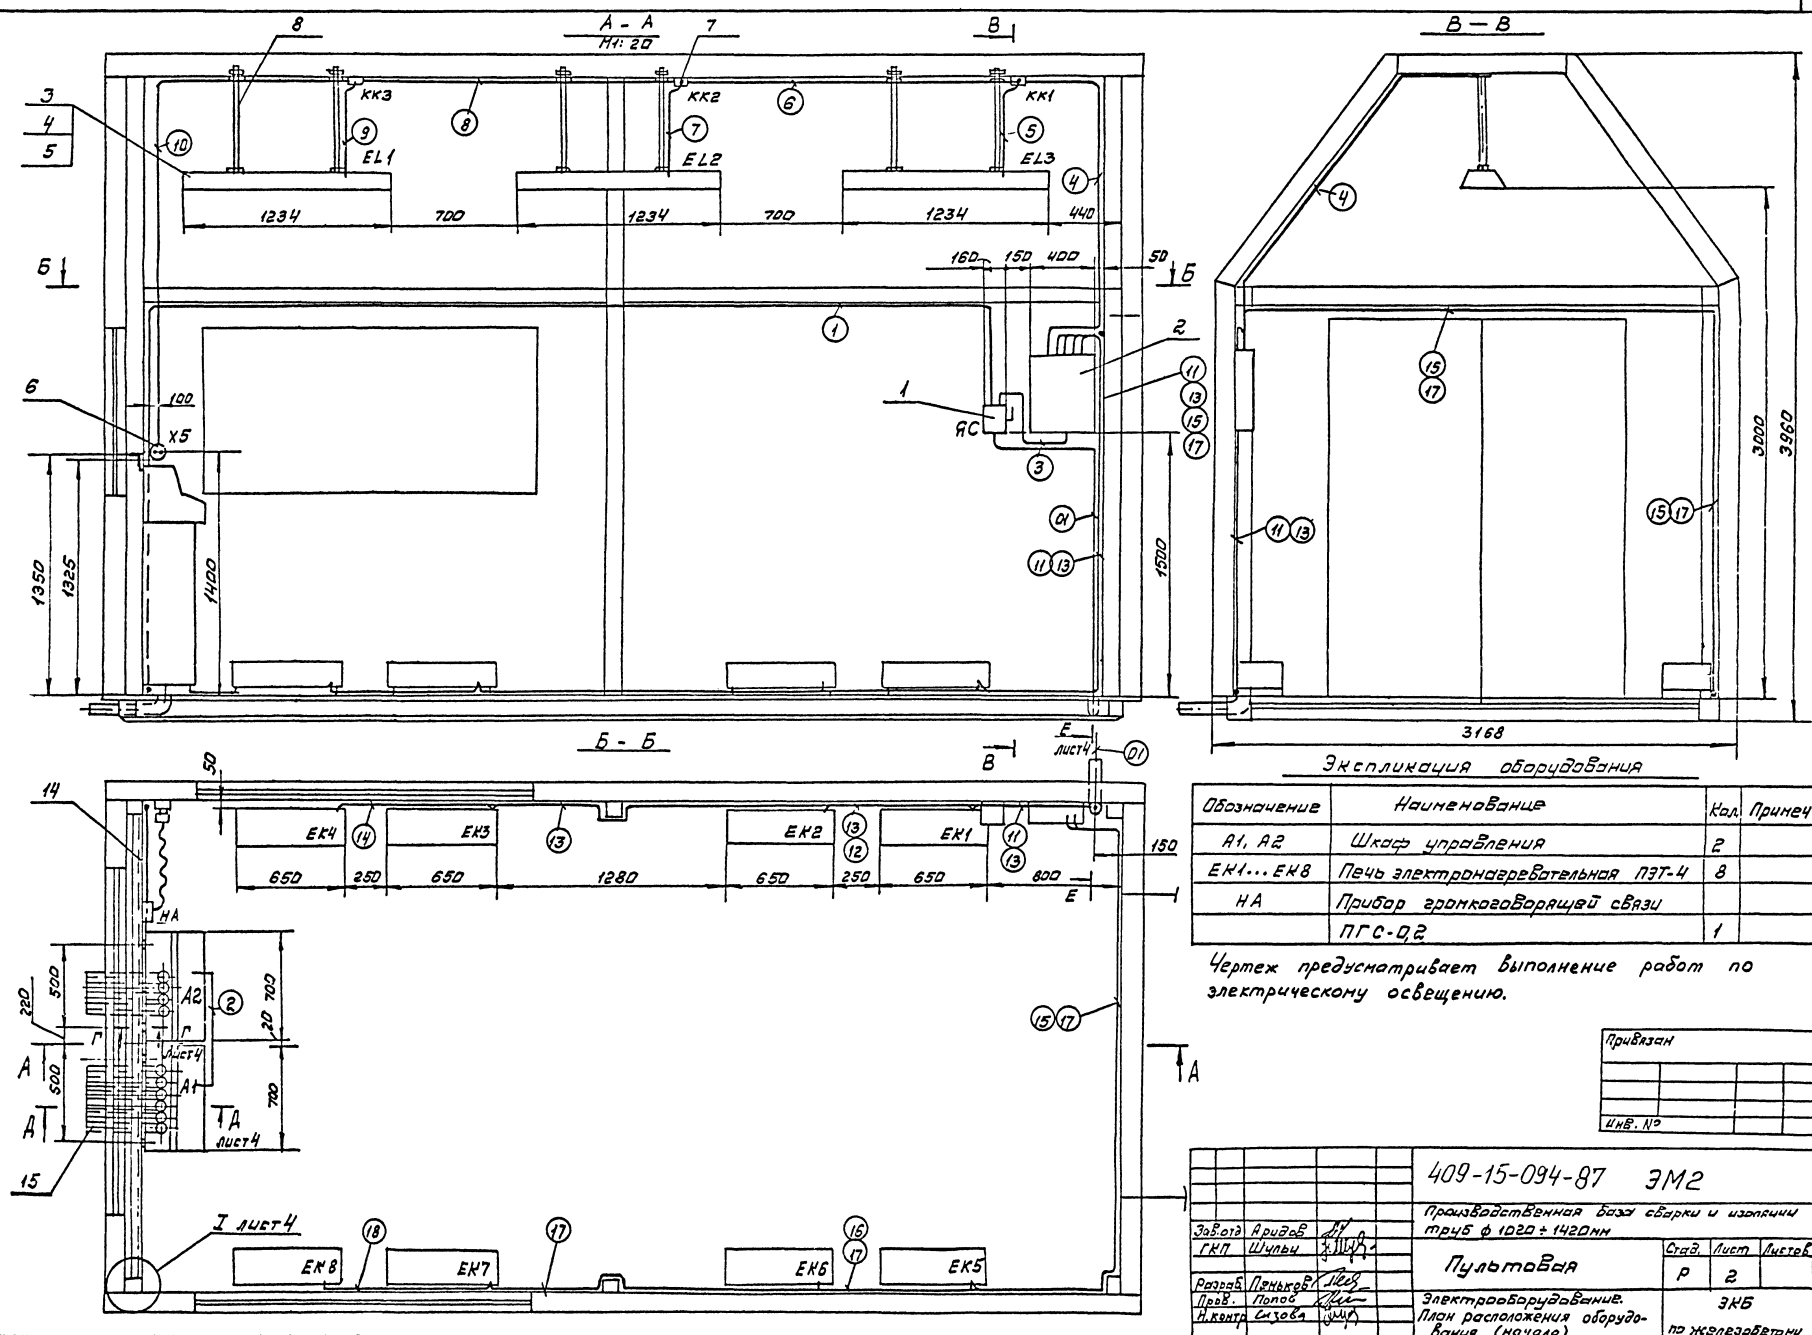 А - А
М1:20
8
7
В
В - В
3
4
5
КК3
КК2
КК1
6
8
10
9
7
5
EL1
EL2
EL3
4
4
1234
700
1234
700
1234
440
160
150
400
50
Б
Б
1
2
15
17
11
13
15
17
6
100
Х5
1
ЯС
3
3000
3960
01
11 13
15 17
11 13
1350
1325
1400
1500
3168
Б - Б
Е
лист4
01
В
14
50
ЕК4
14
ЕК3
13
ЕК2
13
12
ЕК1
11
13
150
650
250
650
1280
650
250
650
800
Е
НА
500
220
А2
2
700
20
Г
Г
лист4
А
500
А1
700
Д
Д
лист4
15
15 17
А
I лист4
ЕК8
18
ЕК7
17
ЕК6
16
17
ЕК5
Экспликация оборудования
Обозначение Наименование Кол. Примеч
А1, А2 Шкаф управления 2
ЕК1...ЕК8 Печь электронагревательная ПЭТ-4 8
НА Прибор громкоговорящей связи
ПГС-0,2 1
Чертеж предусматривает выполнение работ по
электрическому освещению.
Привязан
Инв. №
409-15-094-87 ЭМ2
Производственная база сварки и изоляции
труб ф 1020÷1420мм
Зав.отд Аридов
ГКП Шульц
Разраб. Паньков
Пров. Попов
Н.контр Сизова
Пультовая
Стад. Лист Листов
Р 2
Электрооборудование.
План расположения оборудо-
вания (начало)
ЭКБ
по железобетону